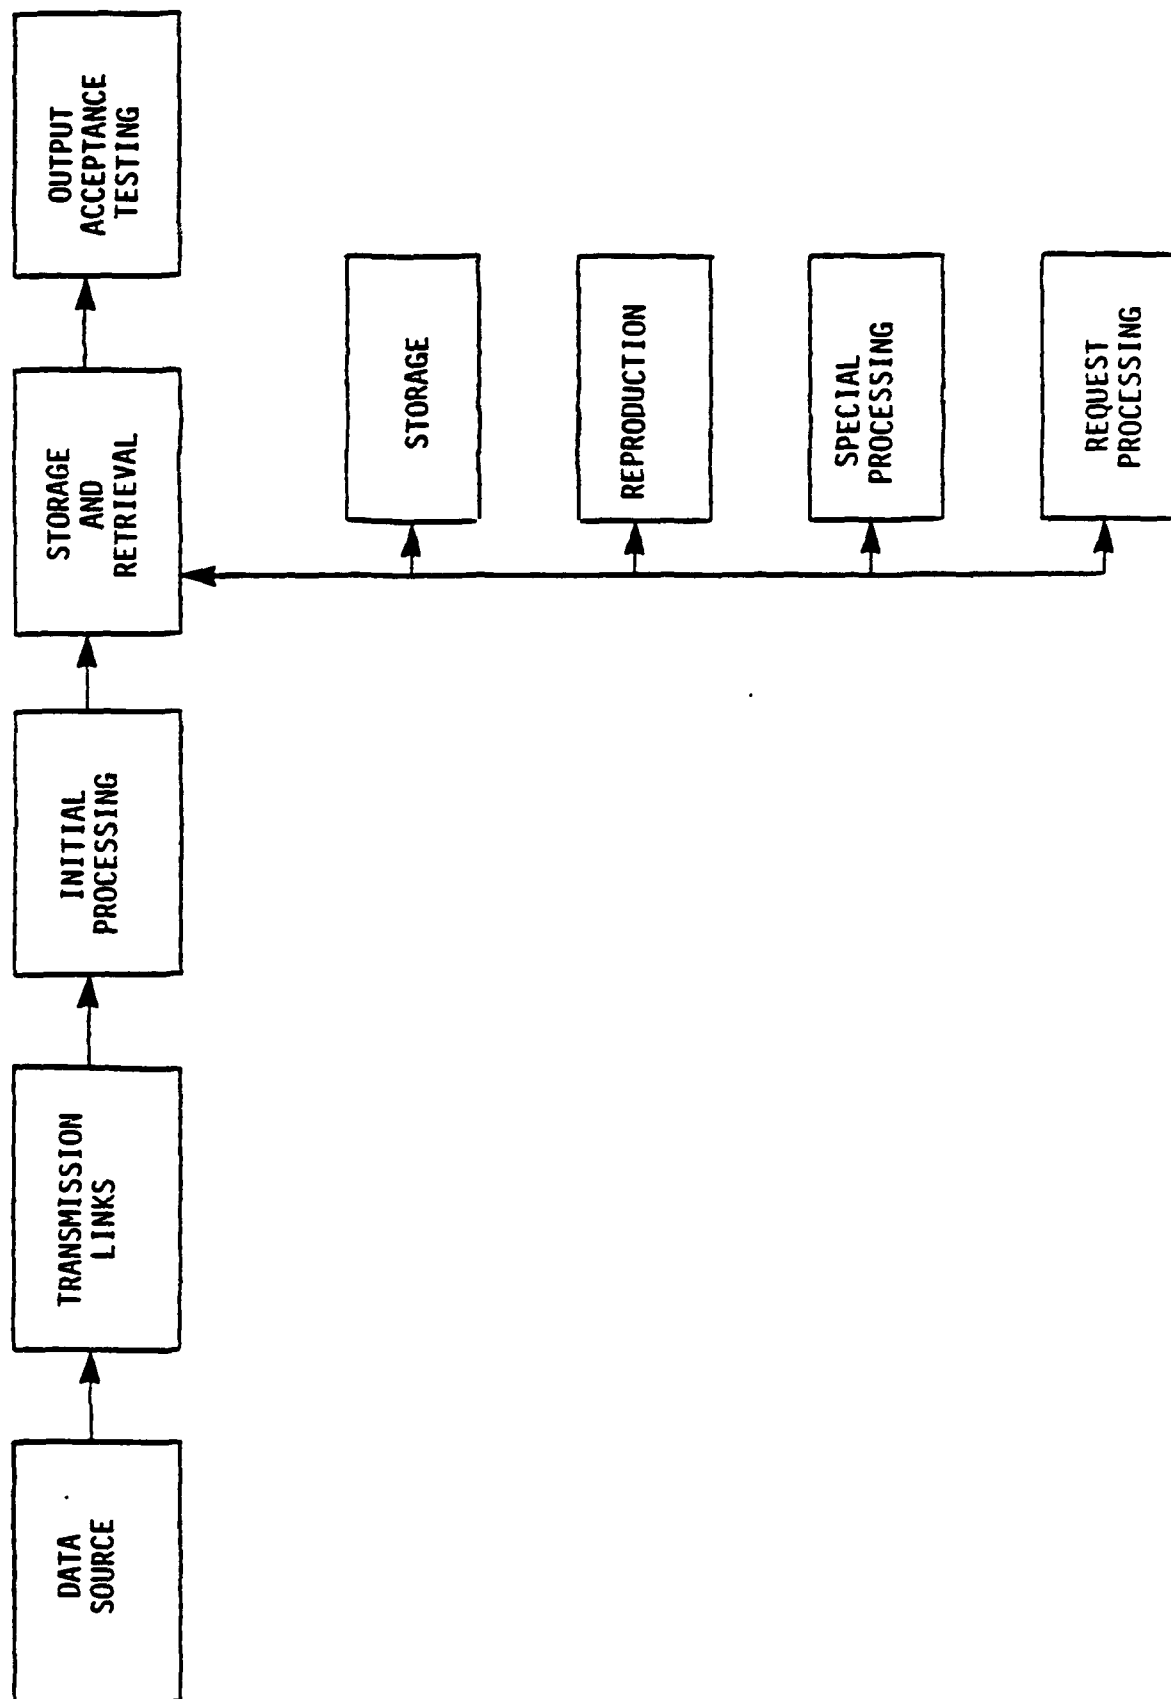 DATA
SOURCE
TRANSMISSION
LINKS
INITIAL
PROCESSING
STORAGE
AND
RETRIEVAL
OUTPUT
ACCEPTANCE
TESTING
STORAGE
REPRODUCTION
SPECIAL
PROCESSING
REQUEST
PROCESSING